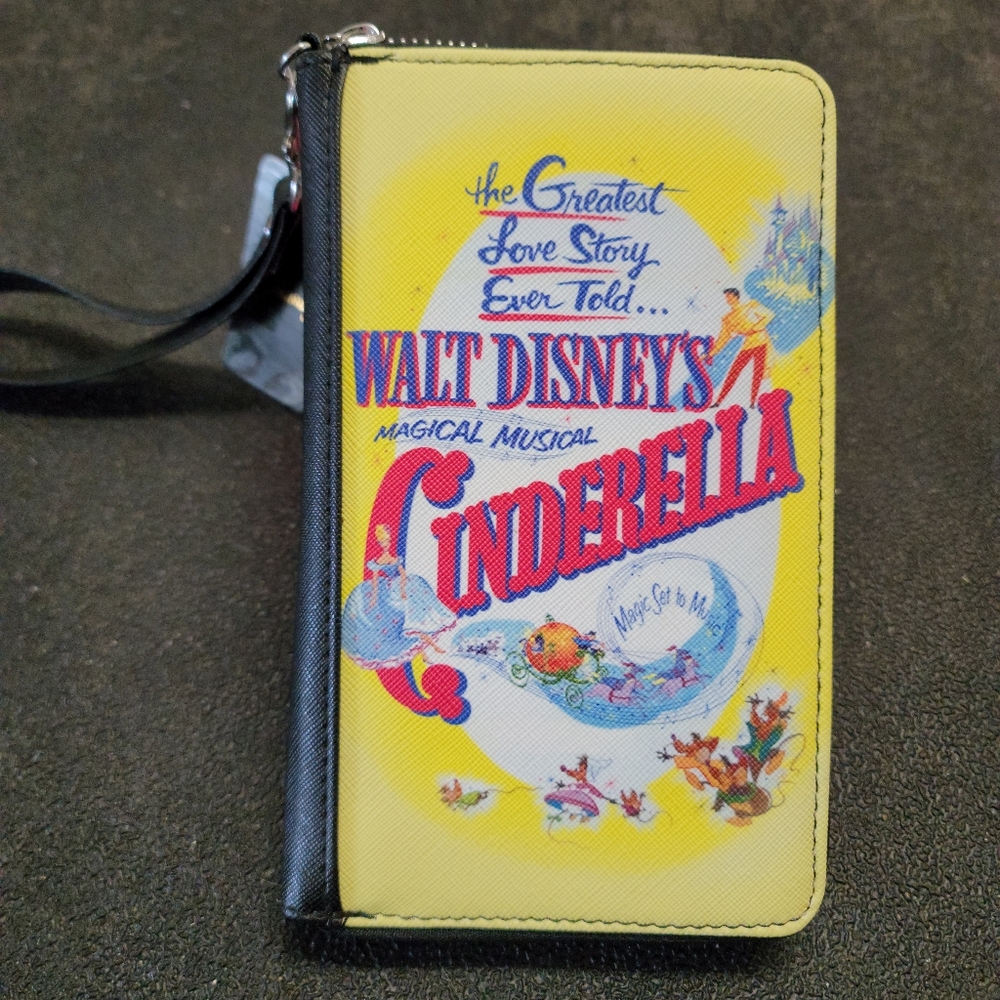 the Greatest
Love Story
Ever Told...
WALT DISNEY'S
MAGICAL MUSICAL
CINDERELLA
Magic Set to Music